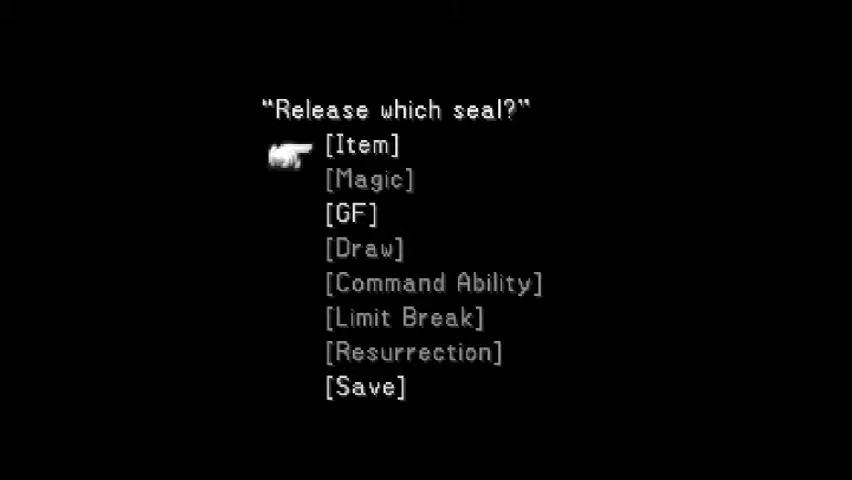 “Release which seal?”
[Item]
[Magic]
[GF]
[Draw]
[Command Ability]
[Limit Break]
[Resurrection]
[Save]